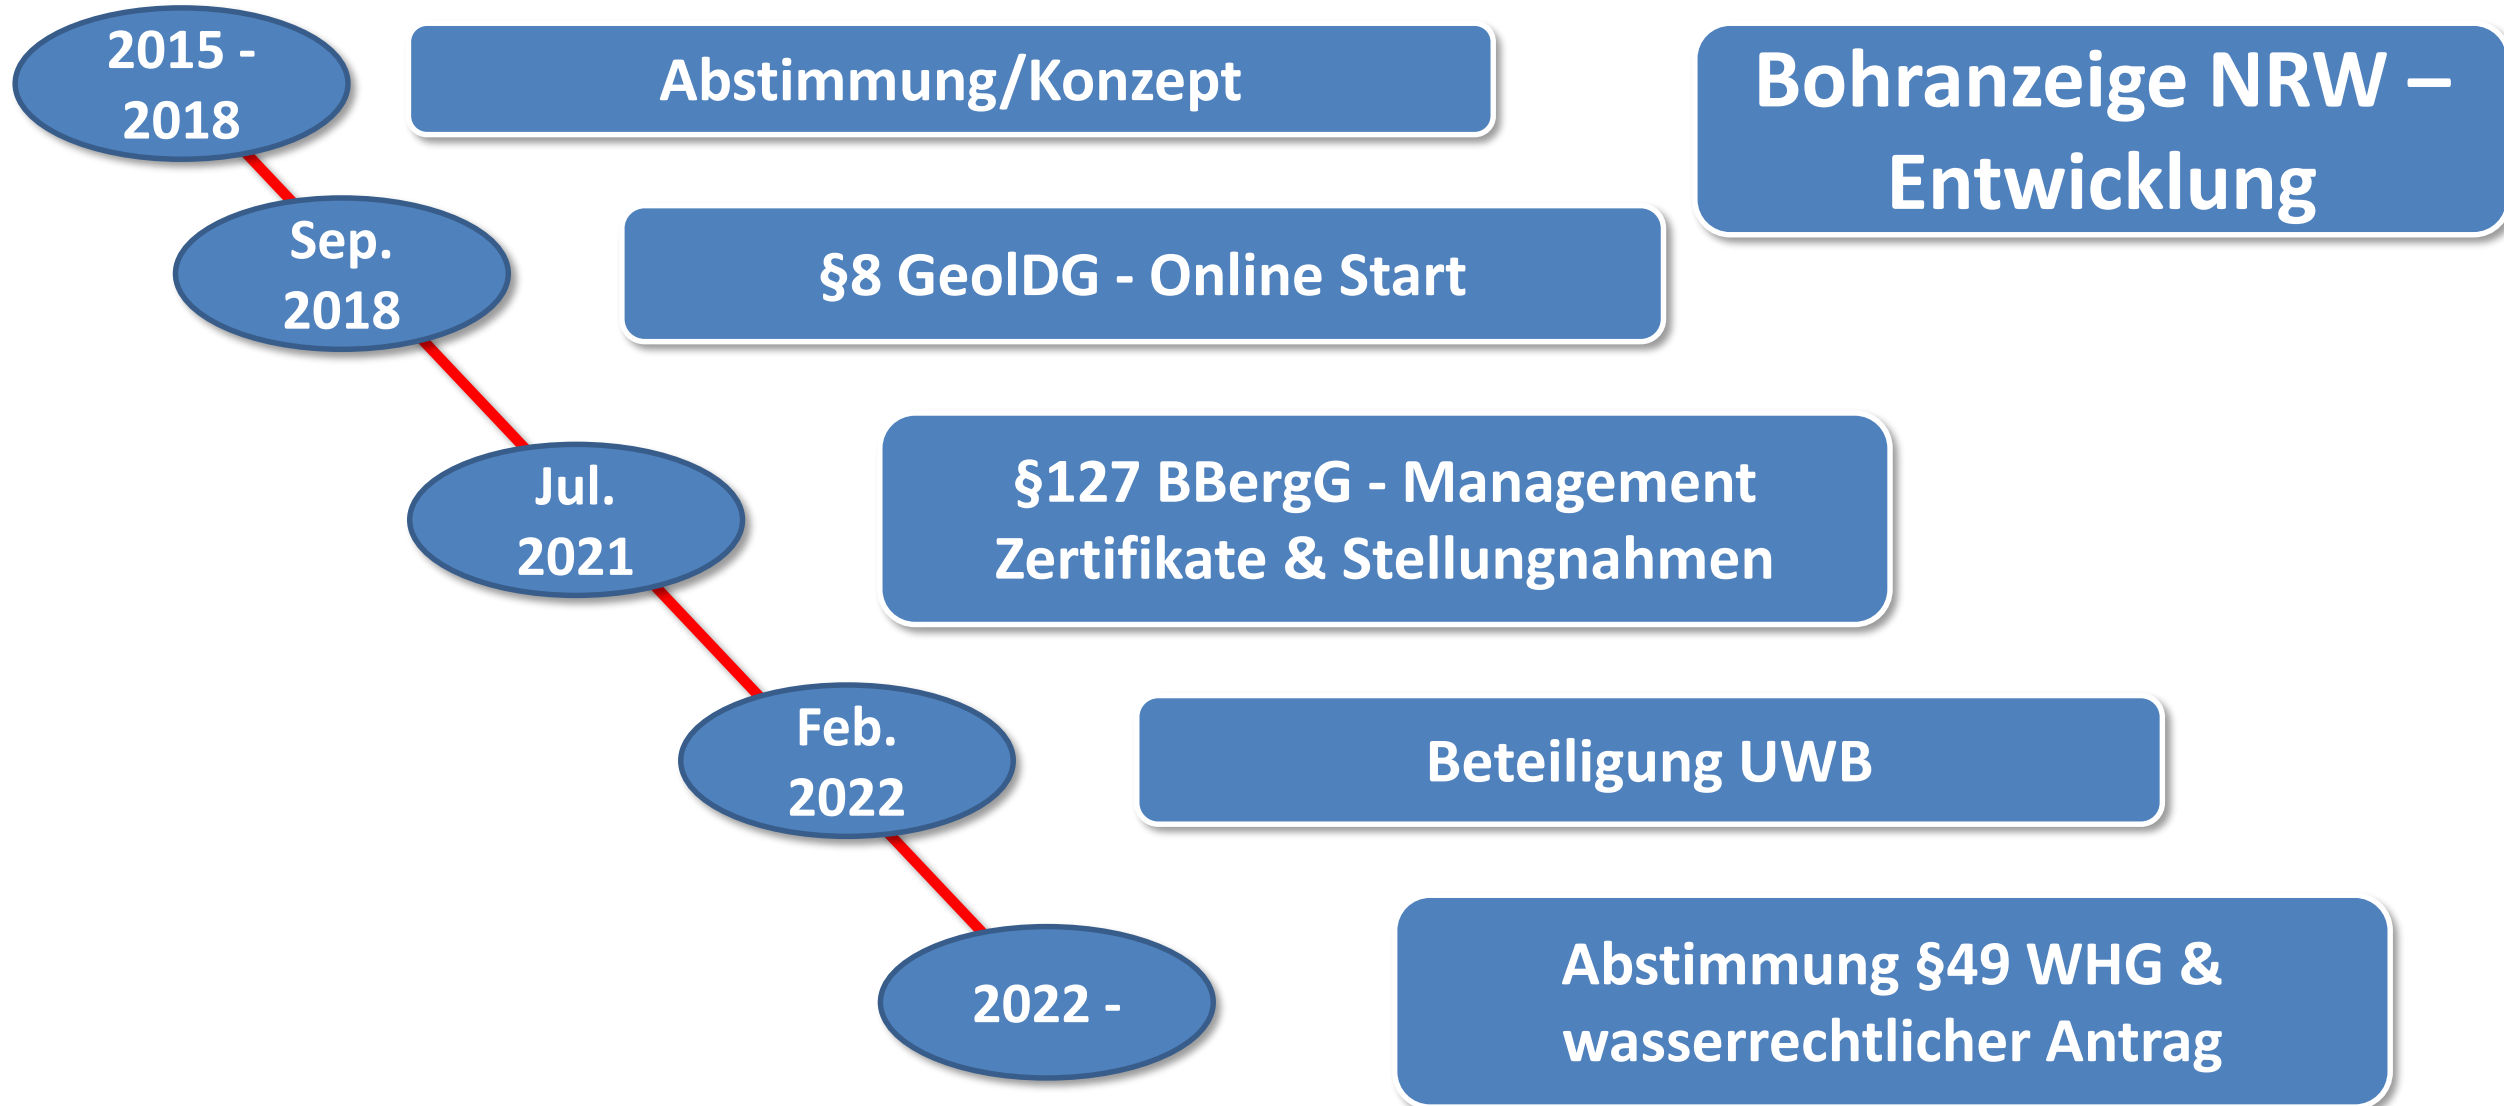 Bohranzeige NRW –
Entwicklung
2015 -
2018
Abstimmung/Konzept
Sep.
2018
§8 GeolDG - Online Start
Jul.
2021
§127 BBergG - Management
Zertifikate & Stellungnahmen
Feb.
2022
Beteiligung UWB
2022 -
Abstimmung §49 WHG &
wasserrechtlicher Antrag